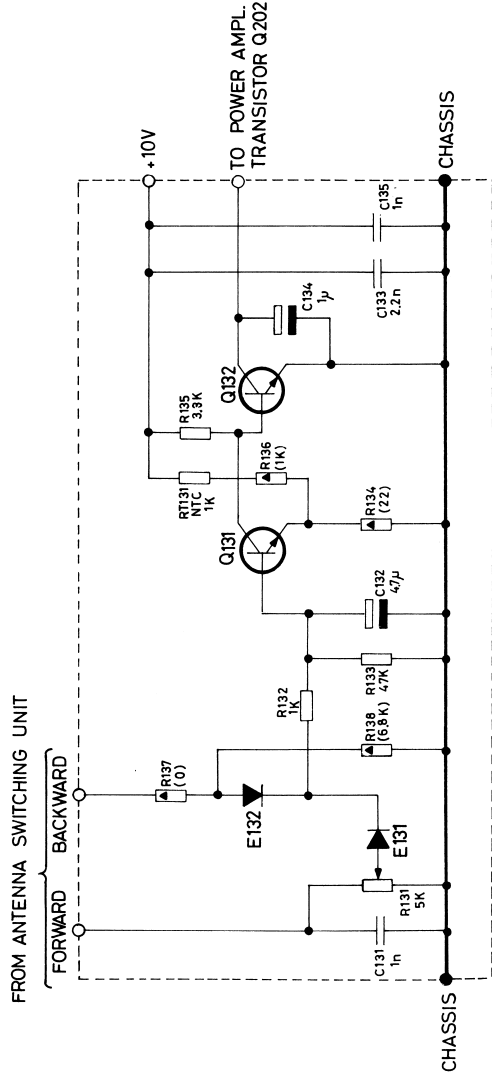 FROM ANTENNA SWITCHING UNIT
FORWARD
BACKWARD
+10V
TO POWER AMPL.
TRANSISTOR Q202
R137
(0)
E132
R132
1K
Q131
RT131
NTC
1K
R135
3.3K
R136
(1K)
Q132
C134
1µ
C131
1n
R131
5K
E131
R138
(6.8K)
R133
47K
C132
4.7µ
R134
(22)
C133
2.2n
C135
1n
CHASSIS
CHASSIS